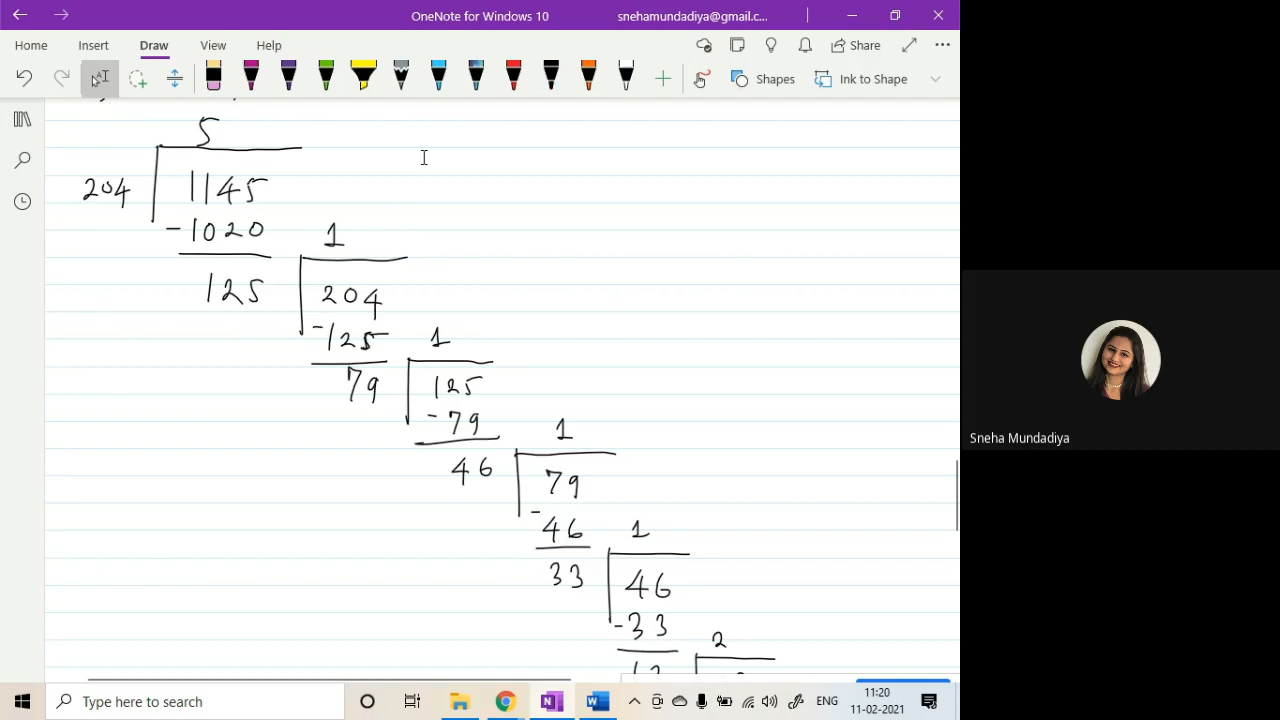 OneNote for Windows 10
snehamundadiya@gmail.c...
Home Insert Draw View Help
Share
Shapes
Ink to Shape
5
204 1145
-1020 1
125 204
-125 1
79 125
-79 1
46 79
-
46 1
33 46
-33 2
Sneha Mundadiya
Type here to search
ENG
11:20
11-02-2021